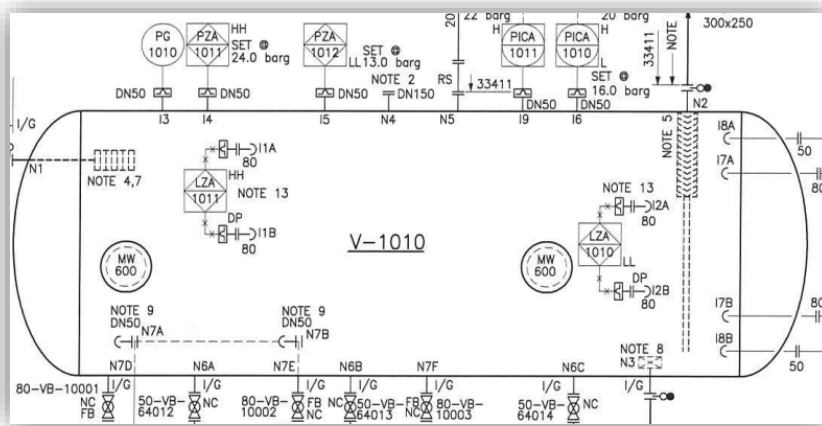 22 barg
20 barg
300x250
20
PG
1010
PZA
1011
HH
SET @
24.0 barg
PZA
1012
LL
SET @
13.0 barg
H
PICA
1011
H
PICA
1010
H
L
SET @
16.0 barg
33411
NOTE
DN50
DN50
DN50
NOTE 2
DN150
RS
33411
DN50
DN50
I/G
I3
I4
I5
N4
N5
I9
I6
N2
I/G
N1
NOTE 4,7
I1A
80
LZA
1011
HH
NOTE 13
DP
I1B
80
V-1010
NOTE 5
I8A
50
I7A
80
NOTE 13
I2A
80
LZA
1010
LL
DP
I2B
80
MW
600
MW
600
I7B
80
I8B
50
NOTE 9
DN50
N7A
NOTE 9
DN50
N7B
NOTE 8
N3
N7D
N6A
N7E
N6B
N7F
N6C
I/G
I/G
I/G
I/G
I/G
I/G
I/G
80-VB-10001
NC
FB
50-VB-
64012
NC
80-VB-
10002
FB
NC
NC
50-VB-
64013
FB
NC
80-VB-
10003
50-VB-
64014
NC